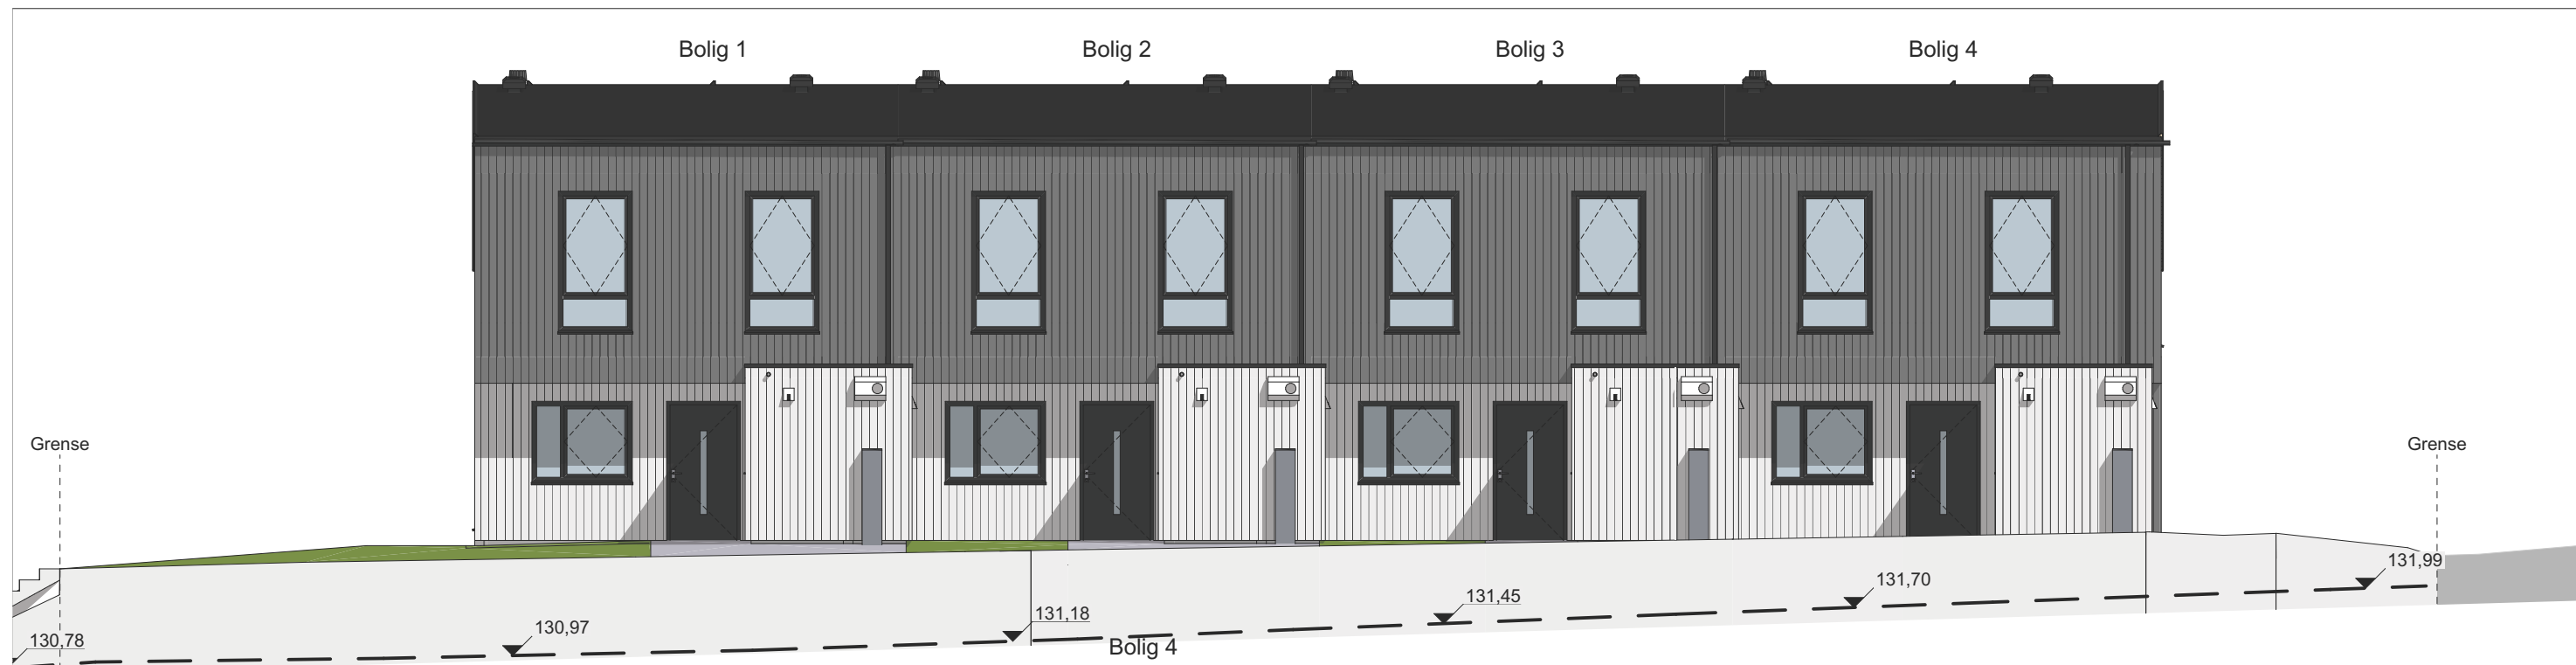 Bolig 1
Bolig 2
Bolig 3
Bolig 4
Grense
Grense
131,99
131,70
131,45
131,18
130,97
130,78
Bolig 4